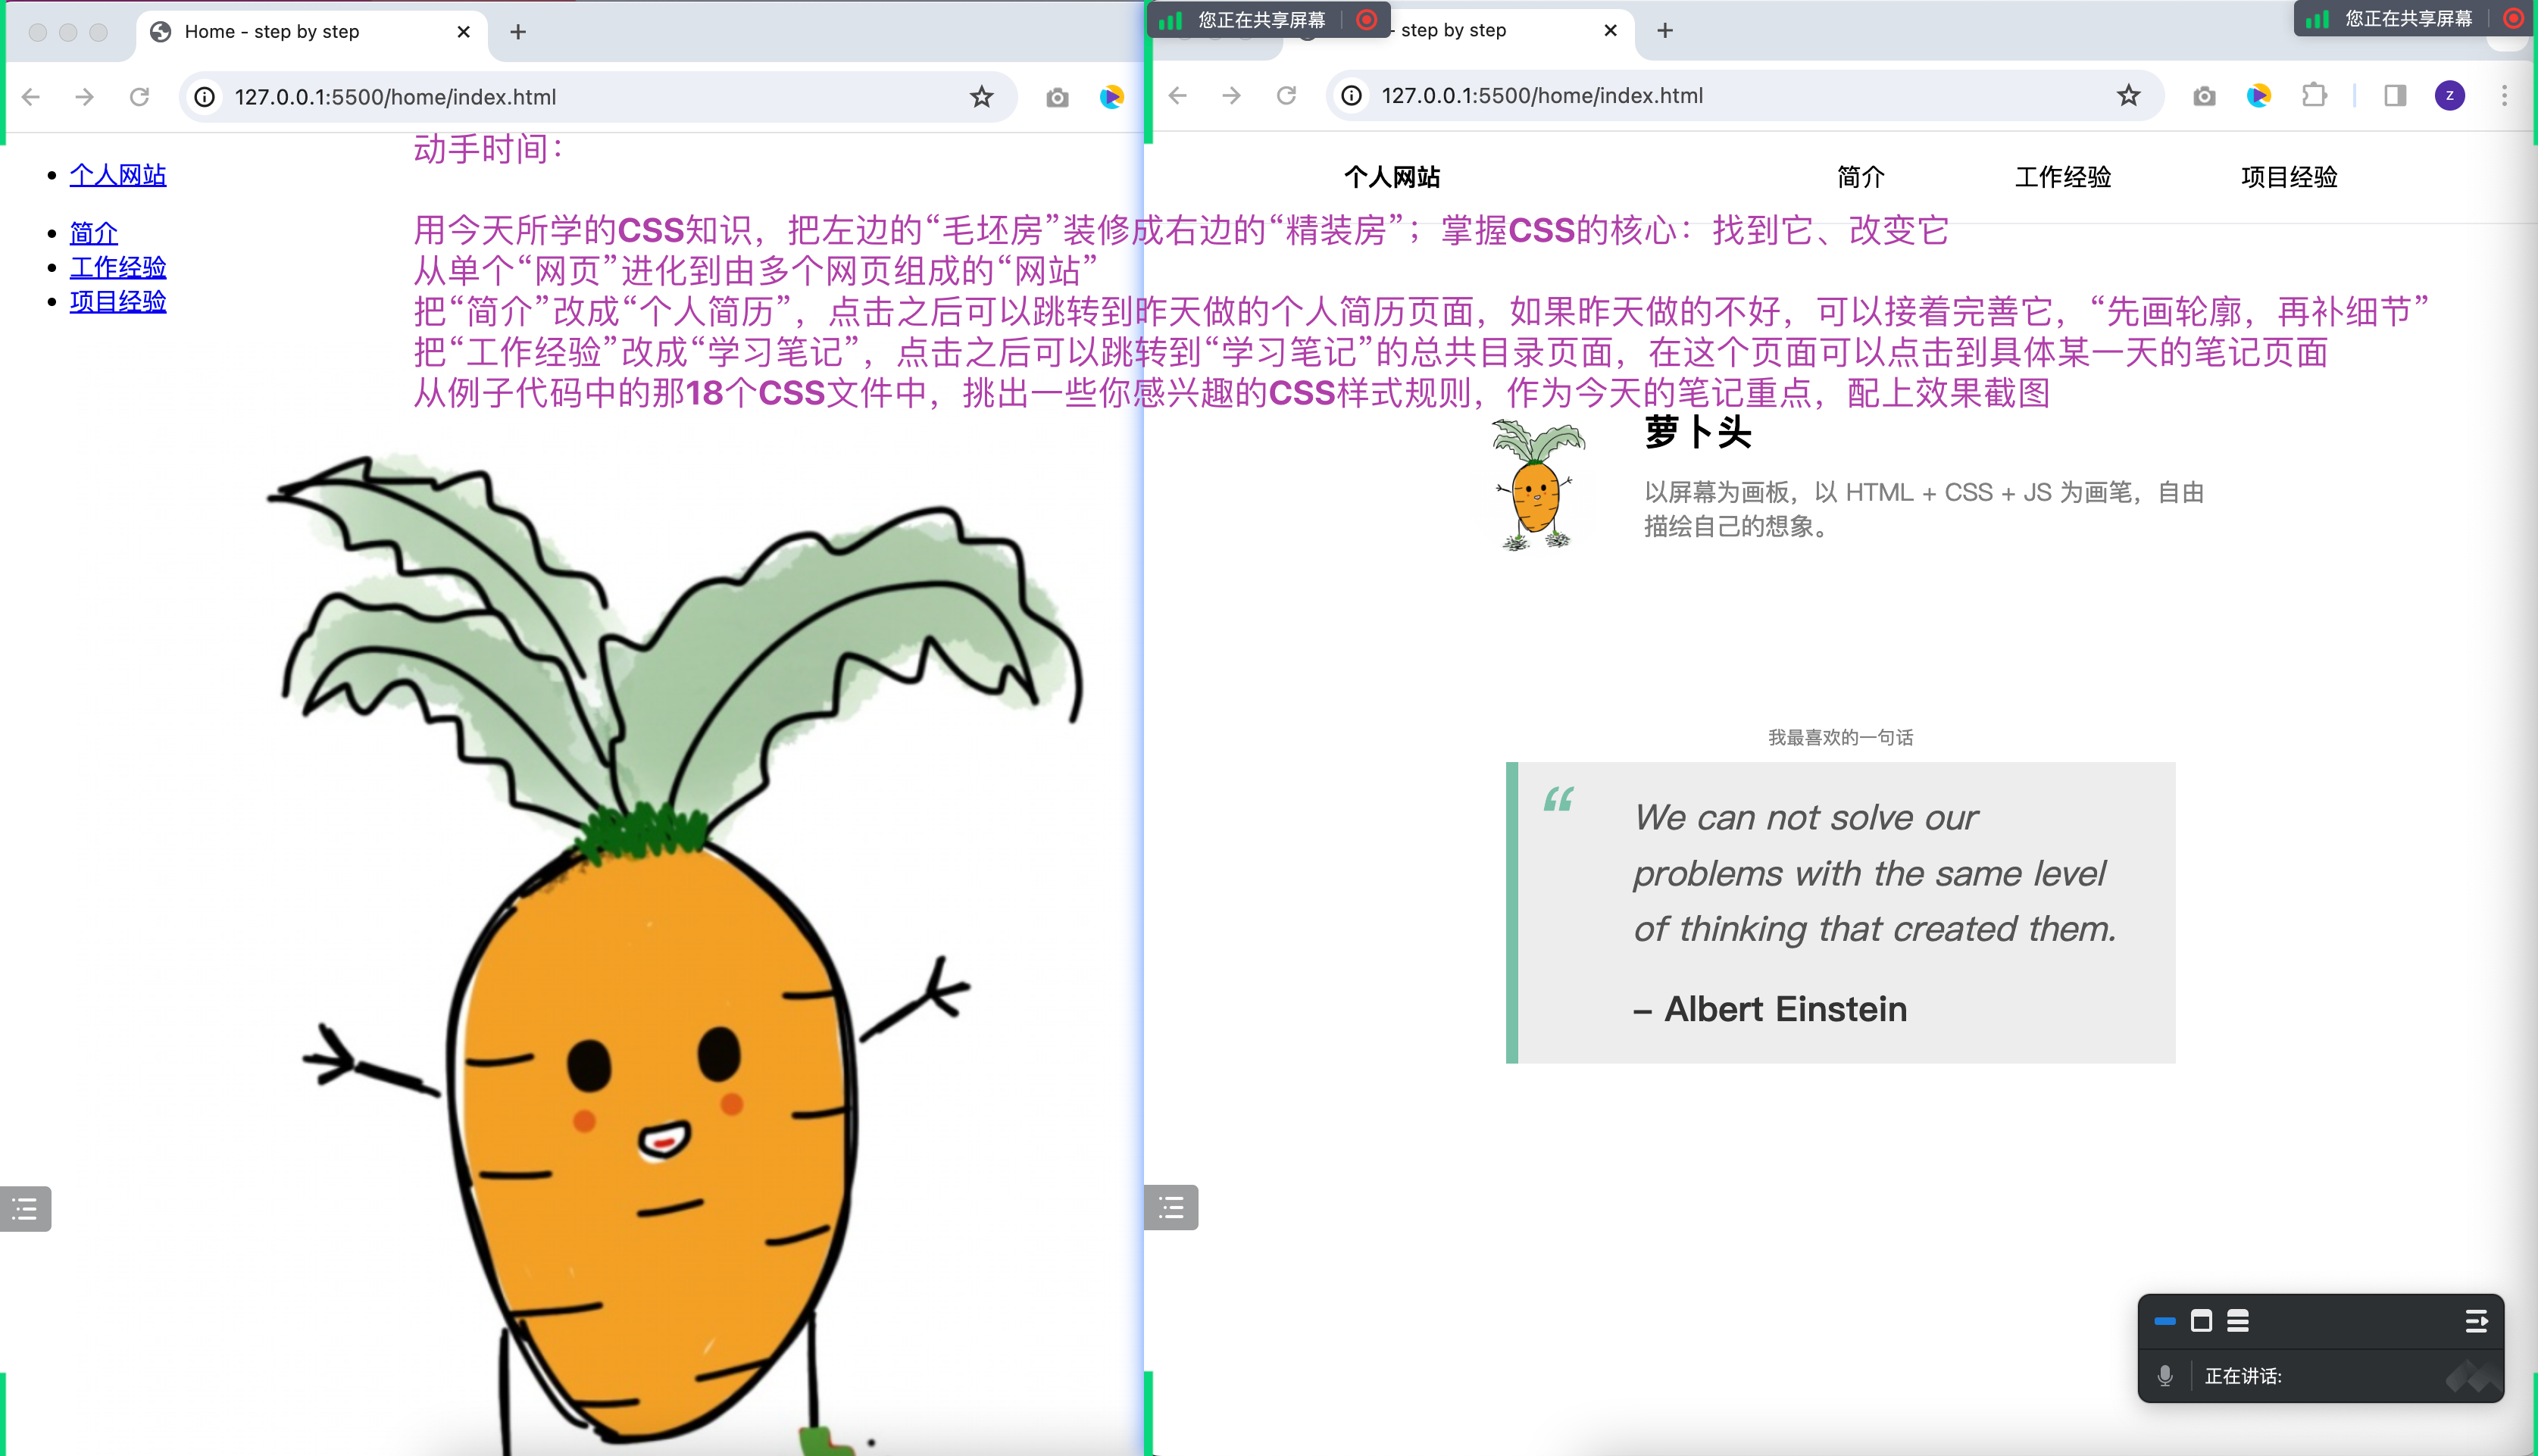 Home - step by step
您正在共享屏幕
- step by step
您正在共享屏幕
127.0.0.1:5500/home/index.html
127.0.0.1:5500/home/index.html
z
动手时间：
个人网站
简介
工作经验
项目经验
个人网站
简介
工作经验
项目经验
用今天所学的CSS知识，把左边的“毛坯房”装修成右边的“精装房”；掌握CSS的核心：找到它、改变它
从单个“网页”进化到由多个网页组成的“网站”
把“简介”改成“个人简历”，点击之后可以跳转到昨天做的个人简历页面，如果昨天做的不好，可以接着完善它，“先画轮廓，再补细节”
把“工作经验”改成“学习笔记”，点击之后可以跳转到“学习笔记”的总共目录页面，在这个页面可以点击到具体某一天的笔记页面
从例子代码中的那18个CSS文件中，挑出一些你感兴趣的CSS样式规则，作为今天的笔记重点，配上效果截图
萝卜头
以屏幕为画板，以 HTML + CSS + JS 为画笔，自由
描绘自己的想象。
我最喜欢的一句话
“
We can not solve our
problems with the same level
of thinking that created them.
– Albert Einstein
正在讲话: